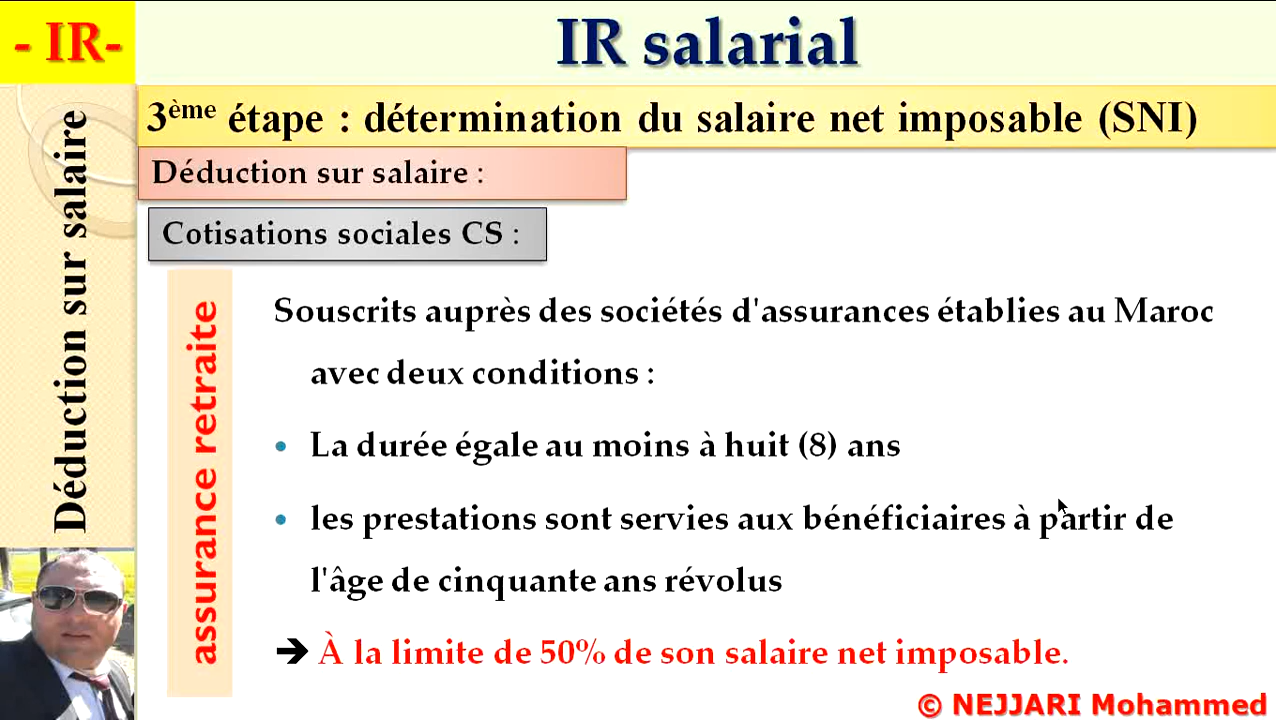 - IR-
IR salarial
3ème étape : détermination du salaire net imposable (SNI)
Déduction sur salaire :
Cotisations sociales CS :
Déduction sur salaire
assurance retraite
Souscrits auprès des sociétés d'assurances établies au Maroc
avec deux conditions :
• La durée égale au moins à huit (8) ans
• les prestations sont servies aux bénéficiaires à partir de
l'âge de cinquante ans révolus
➔ À la limite de 50% de son salaire net imposable.
© NEJJARI Mohammed